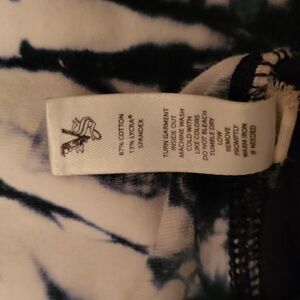 87% COTTON
13% LYCRA®
SPANDEX
TURN GARMENT
INSIDE OUT
MACHINE WASH
COLD WITH
LIKE COLORS
DO NOT BLEACH
TUMBLE DRY
LOW
REMOVE
PROMPTLY
WARM IRON
IF NEEDED